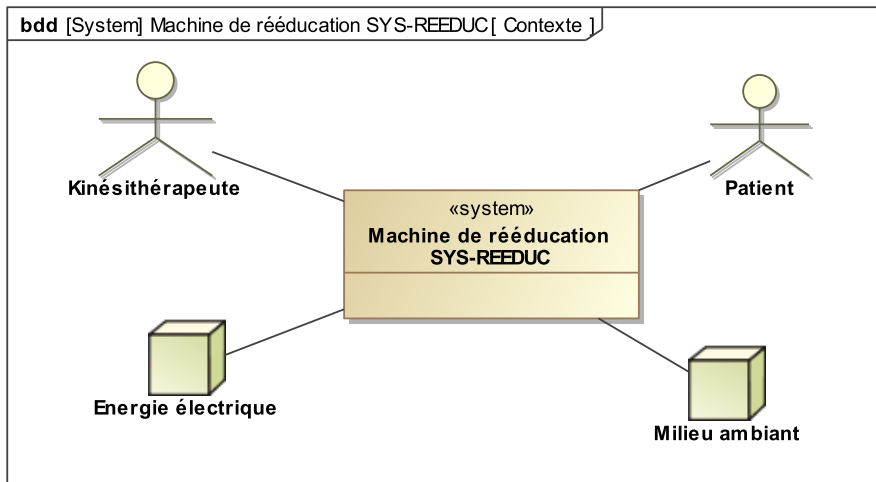 bdd [System] Machine de rééducation SYS-REEDUC[ Contexte ]
Kinésithérapeute
Patient
«system»
Machine de rééducation
SYS-REEDUC
Energie électrique
Milieu ambiant